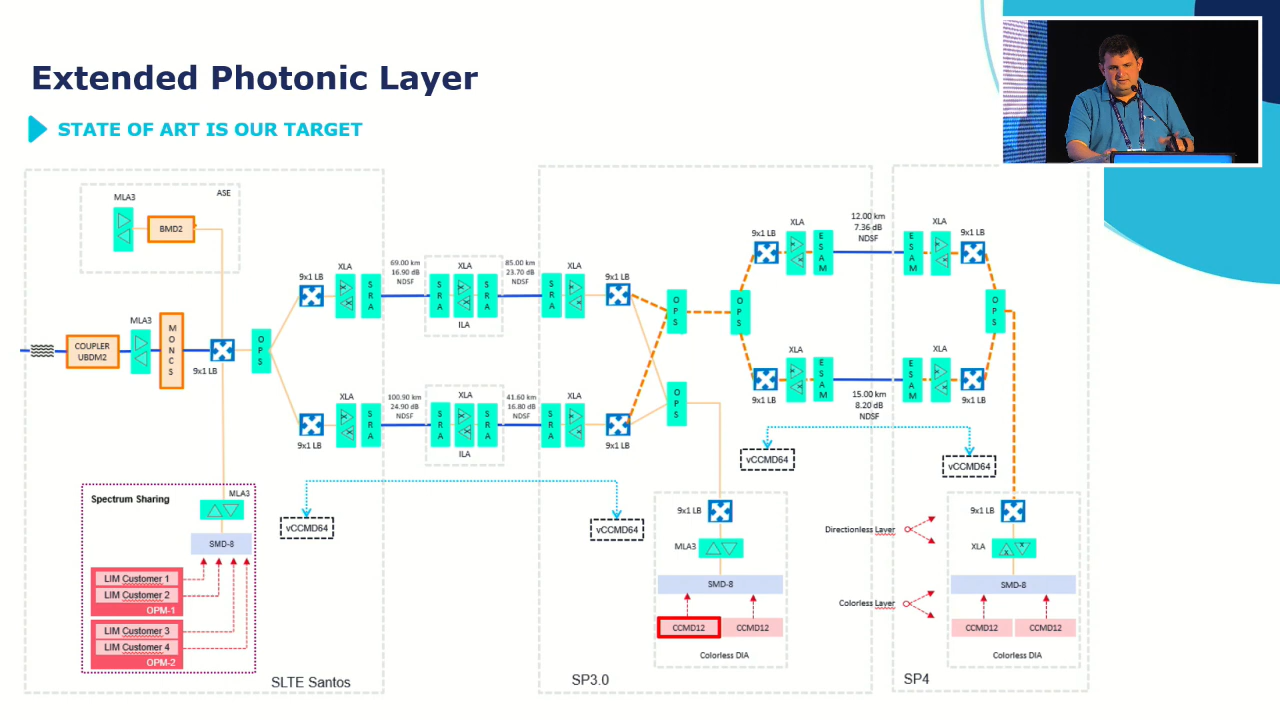 Extended Photonic Layer
STATE OF ART IS OUR TARGET
ASE
MLA3
BMD2
COUPLER
UBDM2
MLA3
M
O
N
C
S
9x1 LB
O
P
S
9x1 LB
XLA
S
R
A
69.00 km
16.90 dB
NDSF
S
R
A
XLA
S
R
A
ILA
85.00 km
23.70 dB
NDSF
S
R
A
XLA
9x1 LB
9x1 LB
XLA
S
R
A
100.90 km
24.90 dB
NDSF
S
R
A
XLA
S
R
A
ILA
41.60 km
16.80 dB
NDSF
S
R
A
XLA
9x1 LB
O
P
S
O
P
S
O
P
S
9x1 LB
XLA
E
S
A
M
12.00 km
7.36 dB
NDSF
E
S
A
M
XLA
9x1 LB
9x1 LB
XLA
E
S
A
M
15.00 km
8.20 dB
NDSF
E
S
A
M
XLA
9x1 LB
O
P
S
vCCMD64
vCCMD64
vCCMD64
vCCMD64
Spectrum Sharing
MLA3
SMD-8
LIM Customer 1
LIM Customer 2
OPM-1
LIM Customer 3
LIM Customer 4
OPM-2
SLTE Santos
9x1 LB
MLA3
SMD-8
CCMD12
CCMD12
Colorless DIA
SP3.0
Directionless Layer
Colorless Layer
9x1 LB
XLA
SMD-8
CCMD12
CCMD12
Colorless DIA
SP4